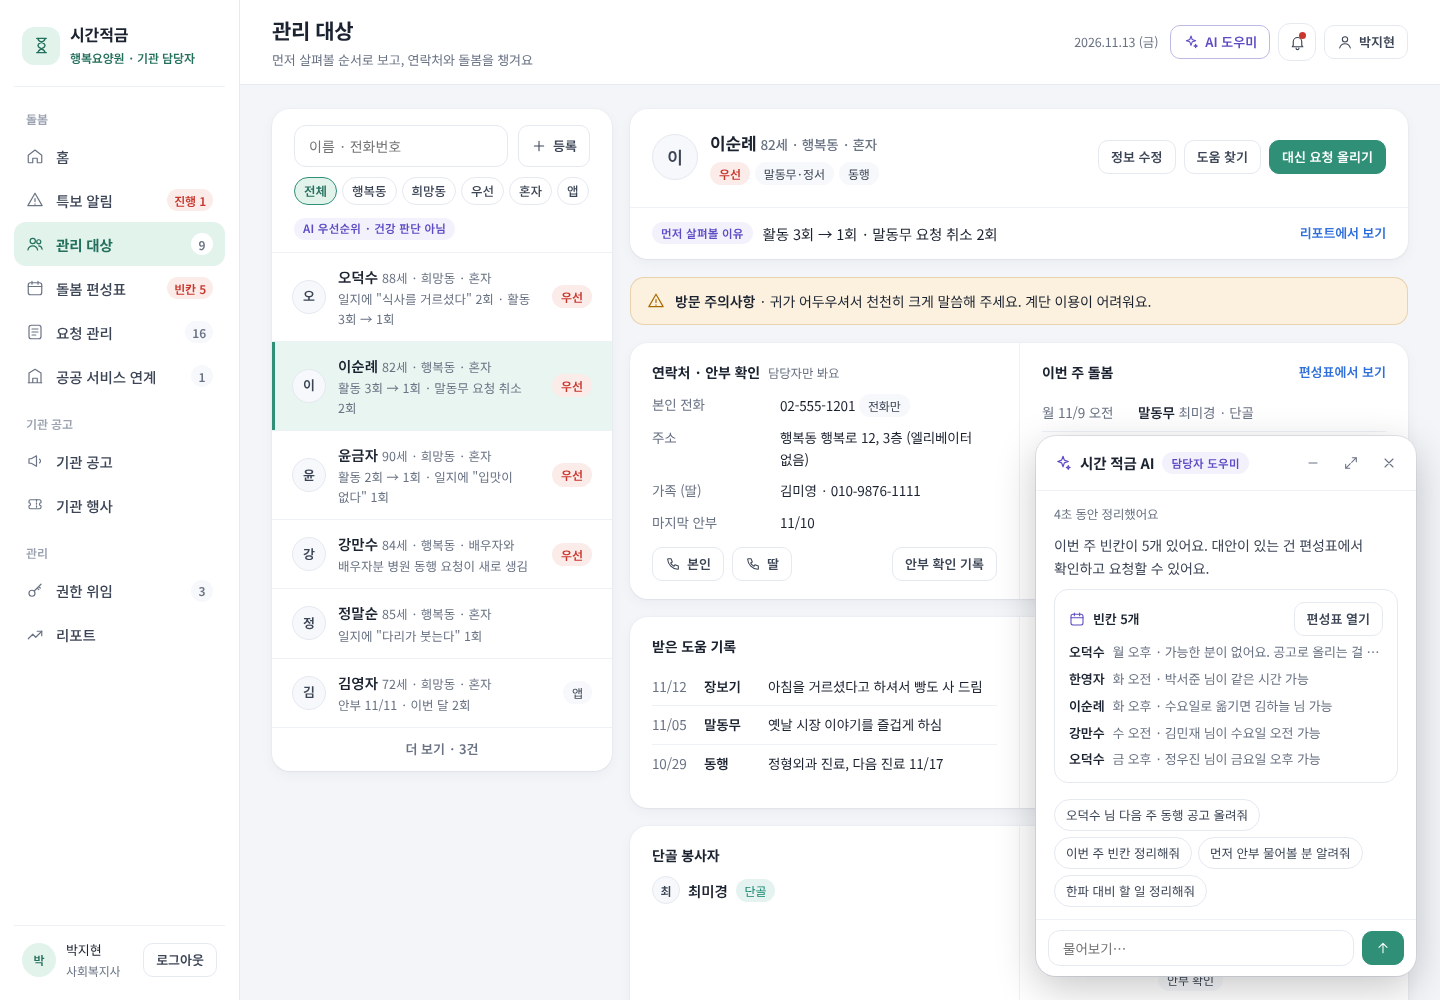 시간적금
행복요양원 · 기관 담당자
돌봄
홈
특보 알림 진행 1
관리 대상 9
돌봄 편성표 빈칸 5
요청 관리 16
공공 서비스 연계 1
기관 공고
기관 공고
기관 행사
관리
권한 위임 3
리포트
박 박지현
사회복지사
로그아웃
관리 대상
먼저 살펴볼 순서로 보고, 연락처와 돌봄을 챙겨요
2026.11.13 (금) AI 도우미 박지현
이름 · 전화번호 등록
전체 행복동 희망동 우선 혼자 앱
AI 우선순위 · 건강 판단 아님
오 오덕수 88세 · 희망동 · 혼자
일지에 "식사를 거르셨다" 2회 · 활동
3회 → 1회
우선
이 이순례 82세 · 행복동 · 혼자
활동 3회 → 1회 · 말동무 요청 취소
2회
우선
윤 윤금자 90세 · 희망동 · 혼자
활동 2회 → 1회 · 일지에 "입맛이
없다" 1회
우선
강 강만수 84세 · 행복동 · 배우자와
배우자분 병원 동행 요청이 새로 생김
우선
정 정말순 85세 · 행복동 · 혼자
일지에 "다리가 붓는다" 1회
김 김영자 72세 · 희망동 · 혼자
안부 11/11 · 이번 달 2회
앱
더 보기 · 3건
이 이순례 82세 · 행복동 · 혼자
우선 말동무·정서 동행
정보 수정 도움 찾기 대신 요청 올리기
먼저 살펴볼 이유 활동 3회 → 1회 · 말동무 요청 취소 2회 리포트에서 보기
방문 주의사항 · 귀가 어두우셔서 천천히 크게 말씀해 주세요. 계단 이용이 어려워요.
연락처 · 안부 확인 담당자만 봐요
본인 전화 02-555-1201 전화만
주소 행복동 행복로 12, 3층 (엘리베이터
없음)
가족 (딸) 김미영 · 010-9876-1111
마지막 안부 11/10
본인 딸 안부 확인 기록
이번 주 돌봄 편성표에서 보기
월 11/9 오전 말동무 최미경 · 단골
받은 도움 기록
11/12 장보기 아침을 거르셨다고 하셔서 빵도 사 드림
11/05 말동무 옛날 시장 이야기를 즐겁게 하심
10/29 동행 정형외과 진료, 다음 진료 11/17
단골 봉사자
최 최미경 단골
안부 확인
시간 적금 AI 담당자 도우미
4초 동안 정리했어요
이번 주 빈칸이 5개 있어요. 대안이 있는 건 편성표에서
확인하고 요청할 수 있어요.
빈칸 5개 편성표 열기
오덕수 월 오후 · 가능한 분이 없어요. 공고로 올리는 걸 …
한영자 화 오전 · 박서준 님이 같은 시간 가능
이순례 화 오후 · 수요일로 옮기면 김하늘 님 가능
강만수 수 오전 · 김민재 님이 수요일 오전 가능
오덕수 금 오후 · 정우진 님이 금요일 오후 가능
오덕수 님 다음 주 동행 공고 올려줘
이번 주 빈칸 정리해줘 먼저 안부 물어볼 분 알려줘
한파 대비 할 일 정리해줘
물어보기…